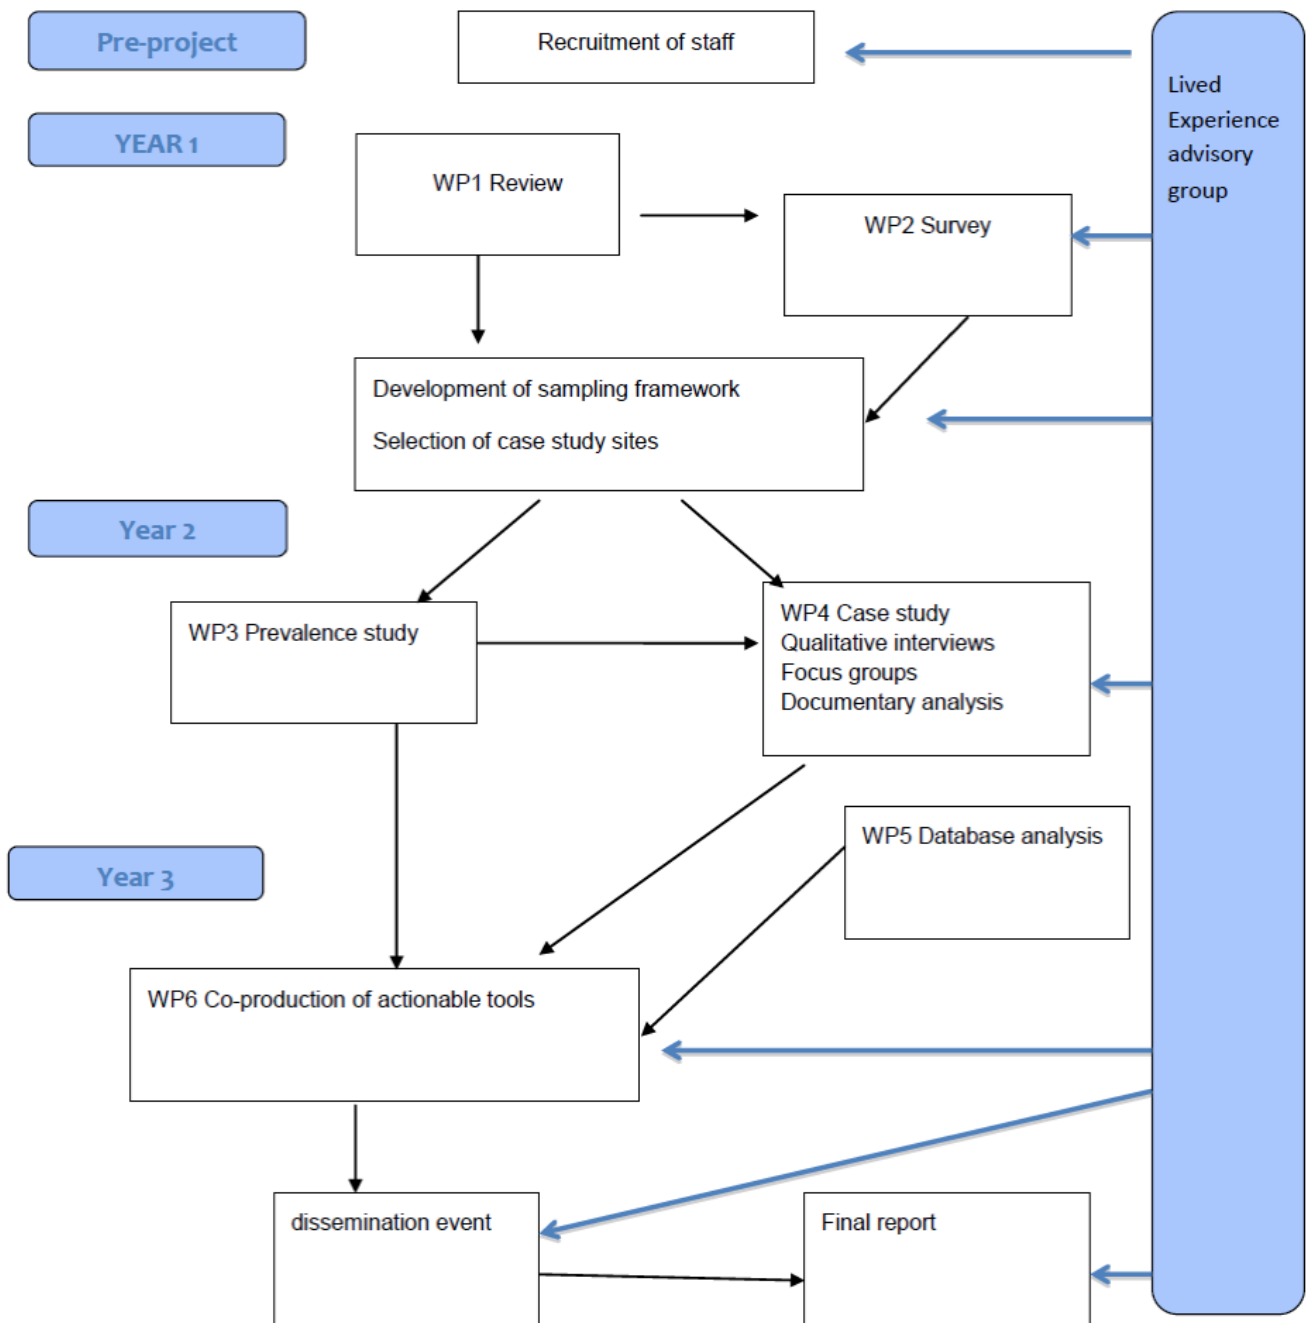 Pre-project
Recruitment of staff
Lived
Experience
advisory
group
YEAR 1
WP1 Review
WP2 Survey
Development of sampling framework
Selection of case study sites
Year 2
WP3 Prevalence study
WP4 Case study
Qualitative interviews
Focus groups
Documentary analysis
WP5 Database analysis
Year 3
WP6 Co-production of actionable tools
dissemination event
Final report